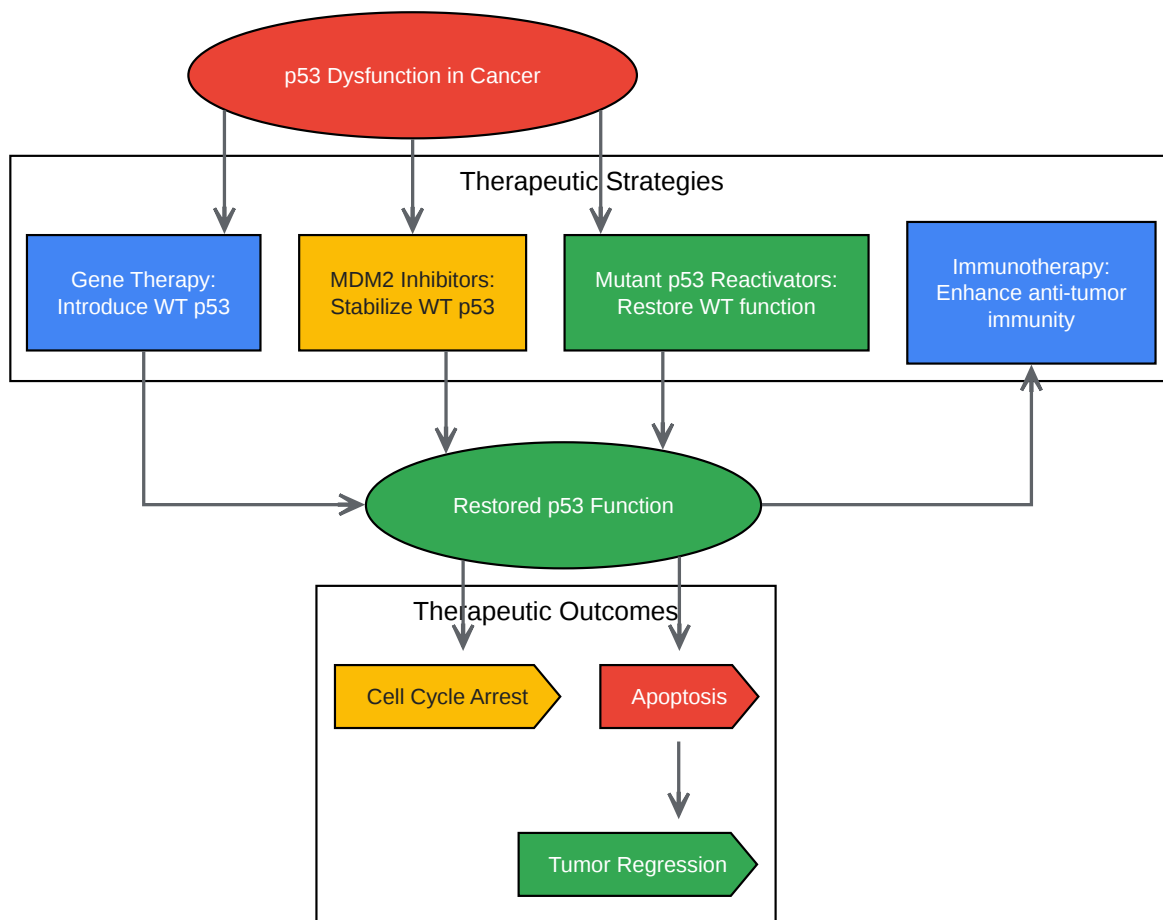 p53 Dysfunction in Cancer
Therapeutic Strategies
Gene Therapy:
Introduce WT p53
MDM2 Inhibitors:
Stabilize WT p53
Mutant p53 Reactivators:
Restore WT function
Immunotherapy:
Enhance anti-tumor
immunity
Restored p53 Function
Therapeutic Outcomes
Cell Cycle Arrest
Apoptosis
Tumor Regression